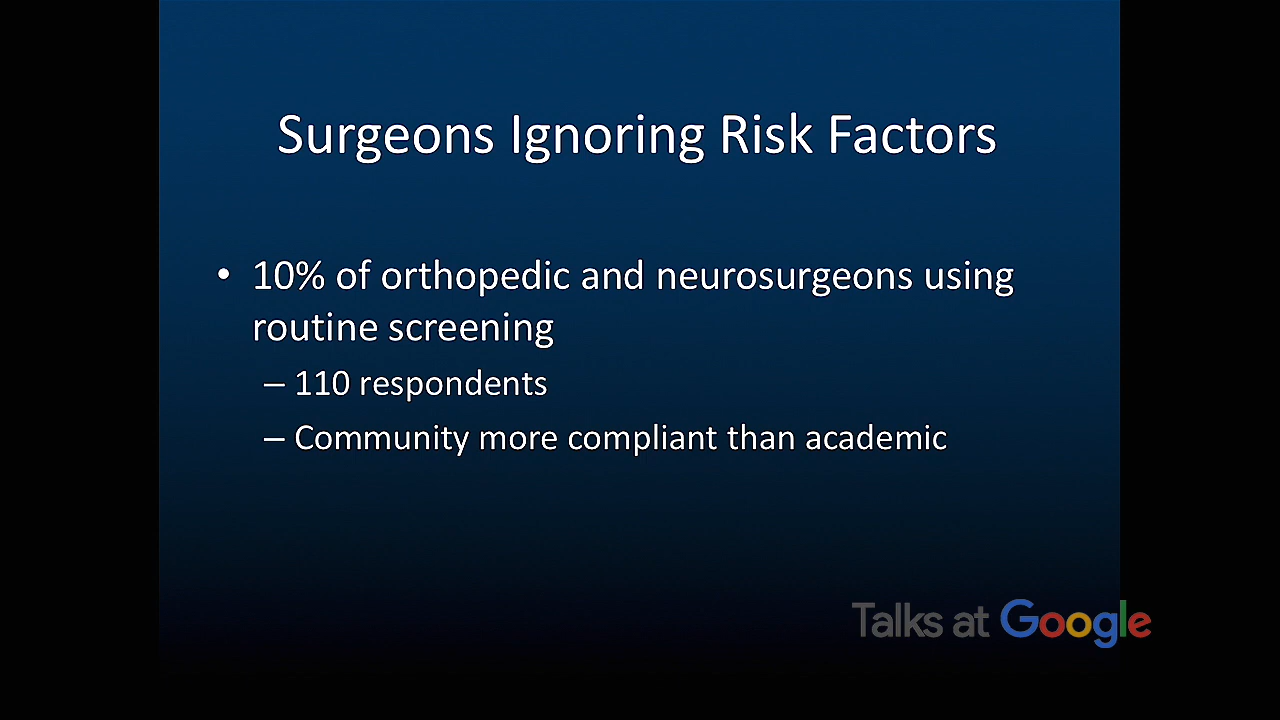 Surgeons Ignoring Risk Factors
• 10% of orthopedic and neurosurgeons using
routine screening
– 110 respondents
– Community more compliant than academic
Talks at Google